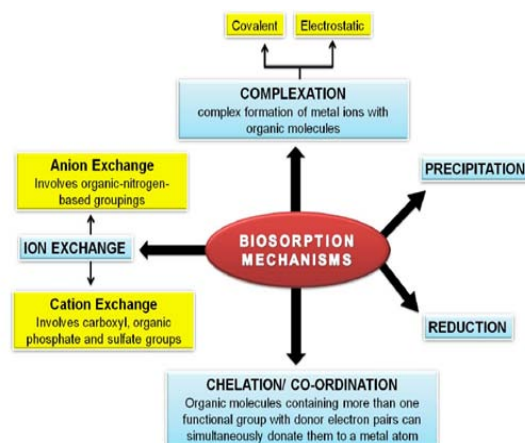 Covalent
Electrostatic
COMPLEXATION
complex formation of metal ions with
organic molecules
Anion Exchange
Involves organic-nitrogen-
based groupings
PRECIPITATION
ION EXCHANGE
BIOSORPTION
MECHANISMS
Cation Exchange
Involves carboxyl, organic
phosphate and sulfate groups
REDUCTION
CHELATION/ CO-ORDINATION
Organic molecules containing more than one
functional group with donor electron pairs can
simultaneously donate them to a metal atom